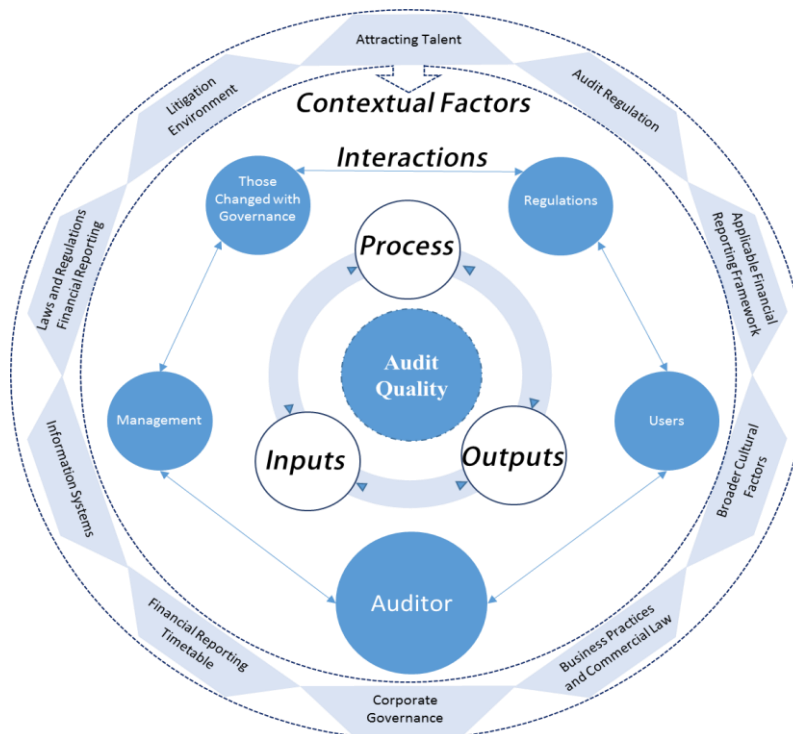 Attracting Talent
Litigation
Environment
Audit Regulation
Contextual Factors
Interactions
Those
Changed with
Governance
Regulations
Laws and Regulations
Financial Reporting
Applicable Financial
Reporting Framework
Process
Audit
Quality
Management
Users
Inputs
Outputs
Information Systems
Broader Cultural
Factors
Auditor
Financial Reporting
Timetable
Business Practices
and Commercial Law
Corporate
Governance